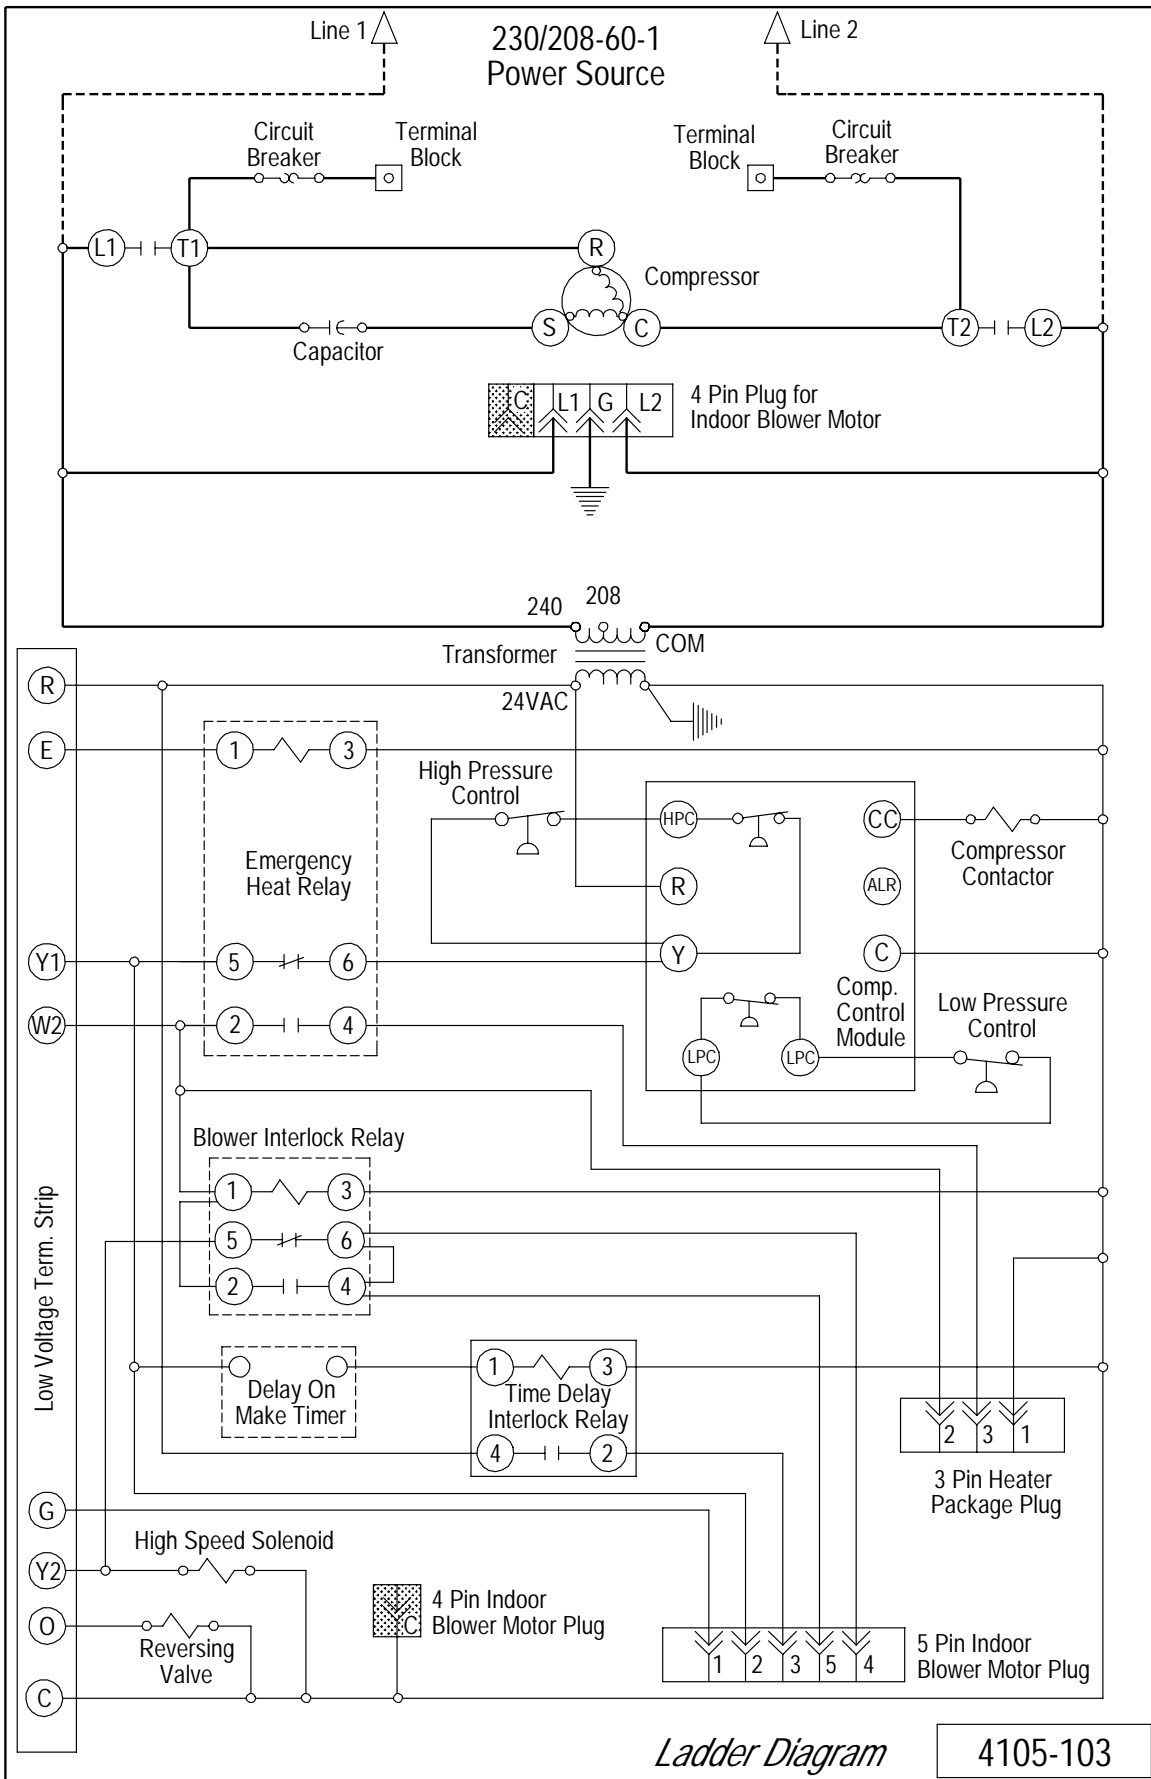 Line 1
230/208-60-1
Power Source
Line 2
Circuit
Breaker
Terminal
Block
Terminal
Block
Circuit
Breaker
L1
T1
R
Compressor
S
C
T2
L2
Capacitor
C
L1
G
L2
4 Pin Plug for
Indoor Blower Motor
240
208
Transformer
COM
24VAC
R
E
1
3
High Pressure
Control
HPC
CC
Compressor
Contactor
Emergency
Heat Relay
R
ALR
Y1
5
6
Y
C
Comp.
Control
Module
Low Pressure
Control
W2
2
4
LPC
LPC
Blower Interlock Relay
1
3
5
6
2
4
Low Voltage Term. Strip
Delay On
Make Timer
1
3
Time Delay
Interlock Relay
4
2
2
3
1
3 Pin Heater
Package Plug
G
High Speed Solenoid
Y2
4 Pin Indoor
Blower Motor Plug
C
O
Reversing
Valve
1
2
3
5
4
5 Pin Indoor
Blower Motor Plug
C
Ladder Diagram
4105-103